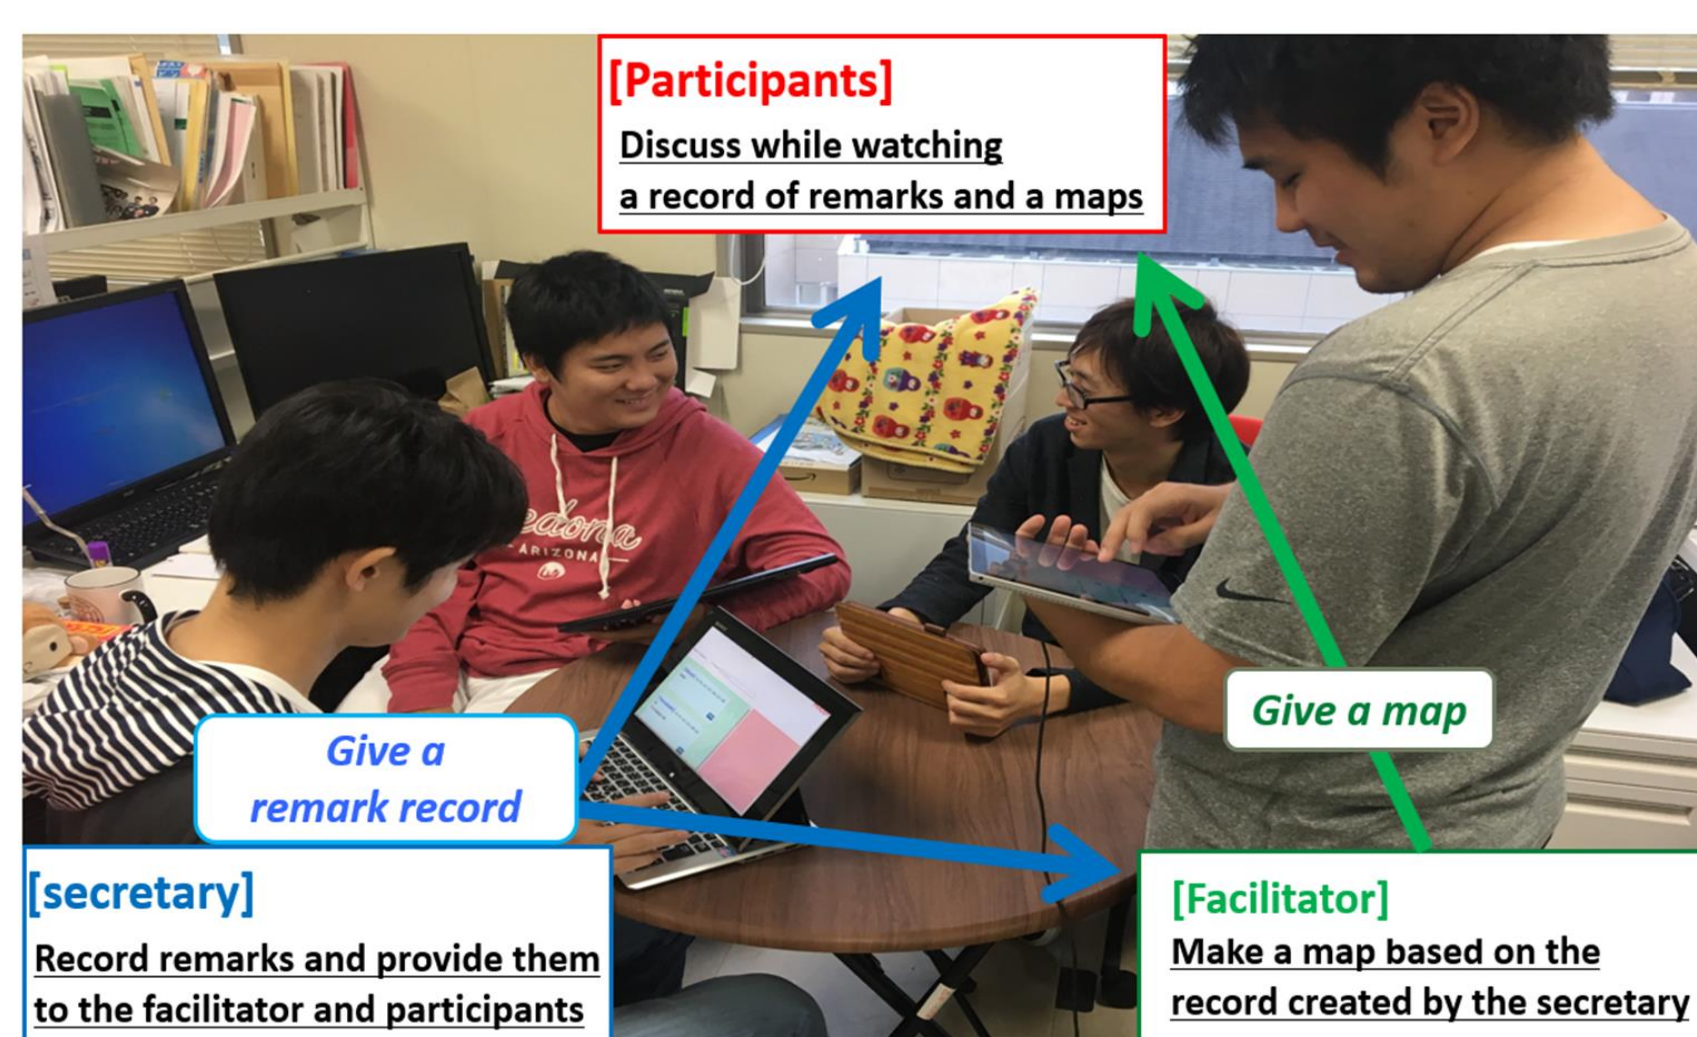 [Participants]
Discuss while watching
a record of remarks and a maps
edona
ARIZONA
Give a
remark record
Give a map
[secretary]
Record remarks and provide them
to the facilitator and participants
[Facilitator]
Make a map based on the
record created by the secretary